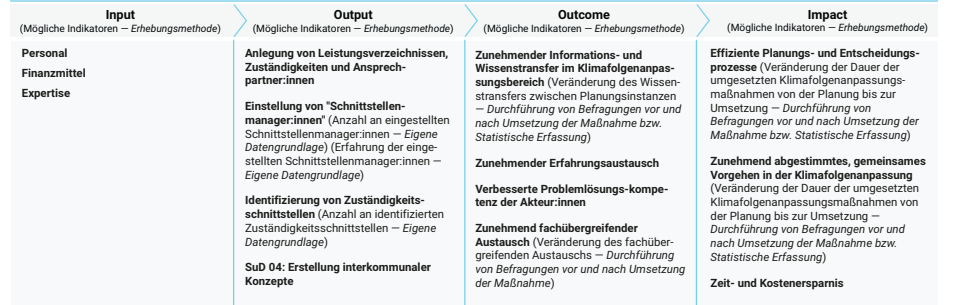 Input
(Mögliche Indikatoren – Erhebungsmethode)
Personal
Finanzmittel
Expertise
Output
(Mögliche Indikatoren – Erhebungsmethode)
Anlegung von Leistungsverzeichnissen,
Zuständigkeiten und Ansprech-
partner:innen
Einstellung von "Schnittstellen-
manager:innen" (Anzahl an eingestellten
Schnittstellenmanager:innen – Eigene
Datengrundlage) (Erfahrung der einge-
stellten Schnittstellenmanager:innen –
Eigene Datengrundlage)
Identifizierung von Zuständigkeits-
schnittstellen (Anzahl an identifizierten
Zuständigkeitsschnittstellen – Eigene
Datengrundlage)
SuD 04: Erstellung interkommunaler
Konzepte
Outcome
(Mögliche Indikatoren – Erhebungsmethode)
Zunehmender Informations- und
Wissenstransfer im Klimafolgenanpas-
sungsbereich (Veränderung des Wissen-
stransfers zwischen Planungsinstanzen
– Durchführung von Befragungen vor und
nach Umsetzung der Maßnahme bzw.
Statistische Erfassung)
Zunehmender Erfahrungsaustausch
Verbesserte Problemlösungs-kompe-
tenz der Akteur:innen
Zunehmend fachübergreifender
Austausch (Veränderung des fachüber-
greifenden Austauschs – Durchführung
von Befragungen vor und nach Umsetzung
der Maßnahme)
Impact
(Mögliche Indikatoren – Erhebungsmethode)
Effiziente Planungs- und Entscheidungs-
prozesse (Veränderung der Dauer der
umgesetzten Klimafolgenanpassungs-
maßnahmen von der Planung bis zur
Umsetzung – Durchführung von
Befragungen vor und nach Umsetzung der
Maßnahme bzw. Statistische Erfassung)
Zunehmend abgestimmtes, gemeinsames
Vorgehen in der Klimafolgenanpassung
(Veränderung der Dauer der umgesetzten
Klimafolgenanpassungsmaßnahmen von
der Planung bis zur Umsetzung –
Durchführung von Befragungen vor und
nach Umsetzung der Maßnahme bzw.
Statistische Erfassung)
Zeit- und Kostenersparnis